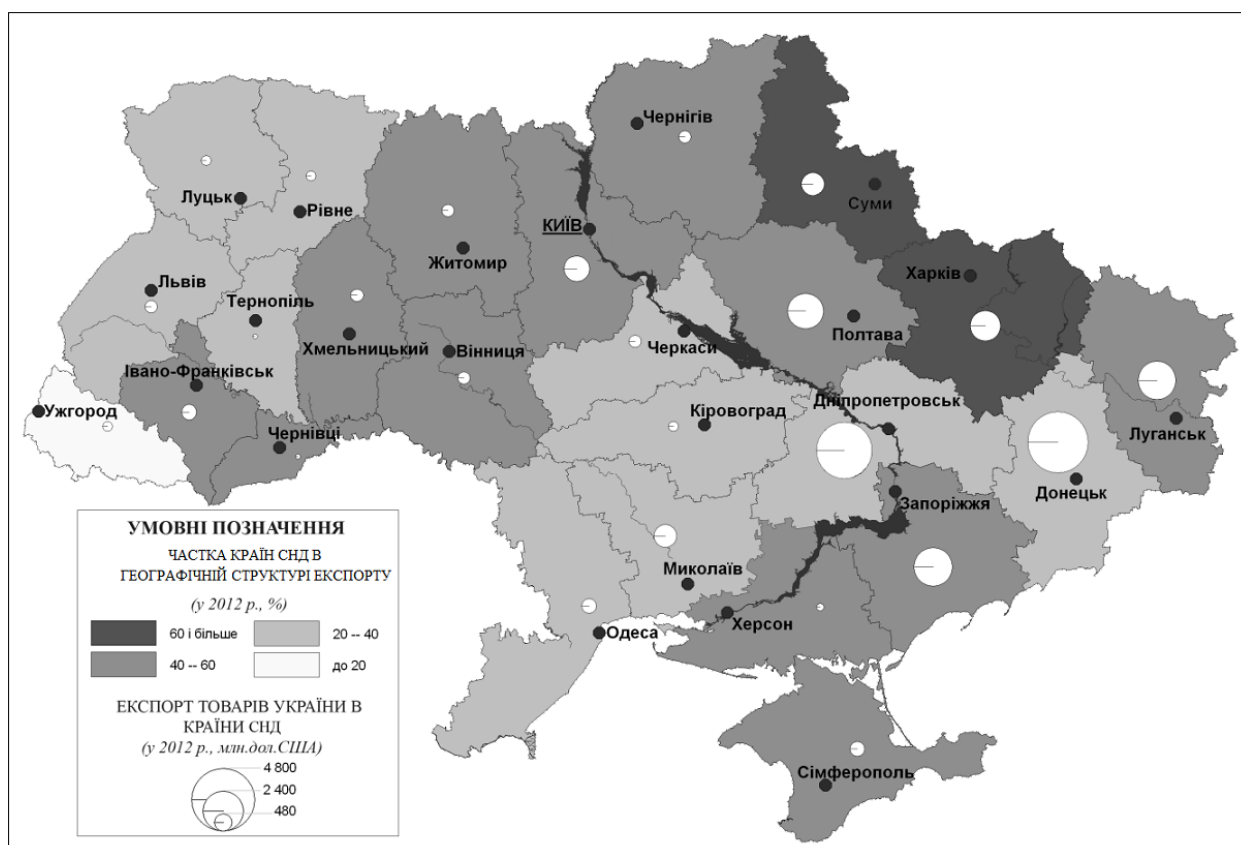 Чернігів
Луцьк
Рівне
Суми
КИЇВ
Житомир
Харків
Львів
Тернопіль
Хмельницький
Вінниця
Черкаси
Полтава
Івано-Франківськ
Ужгород
Чернівці
Кіровоград
Дніпропетровськ
Луганськ
Донецьк
Запоріжжя
Миколаїв
Херсон
Одеса
Сімферополь
УМОВНІ ПОЗНАЧЕННЯ
ЧАСТКА КРАЇН СНД В
ГЕОГРАФІЧНІЙ СТРУКТУРІ ЕКСПОРТУ
(у 2012 р., %)
60 і більше
20 -- 40
40 -- 60
до 20
ЕКСПОРТ ТОВАРІВ УКРАЇНИ В
КРАЇНИ СНД
(у 2012 р., млн.дол.США)
4 800
2 400
480